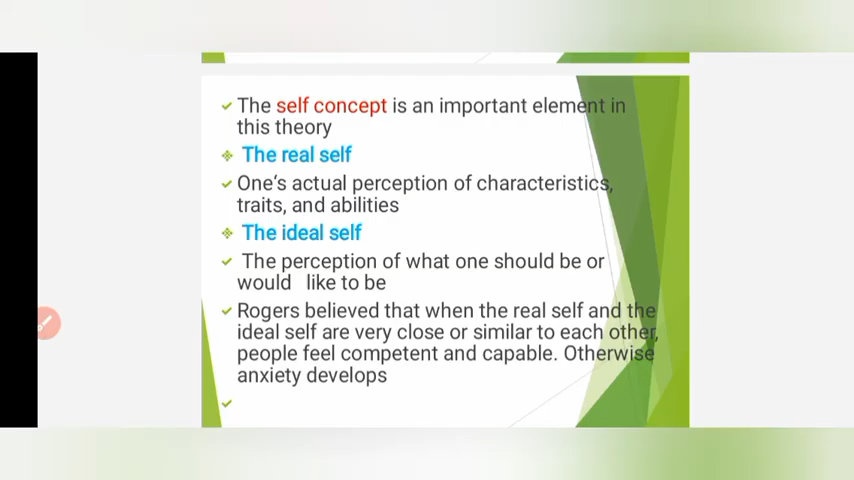 The self concept is an important element in
this theory
The real self
One's actual perception of characteristics,
traits, and abilities
The ideal self
The perception of what one should be or
would like to be
Rogers believed that when the real self and the
ideal self are very close or similar to each other,
people feel competent and capable. Otherwise
anxiety develops